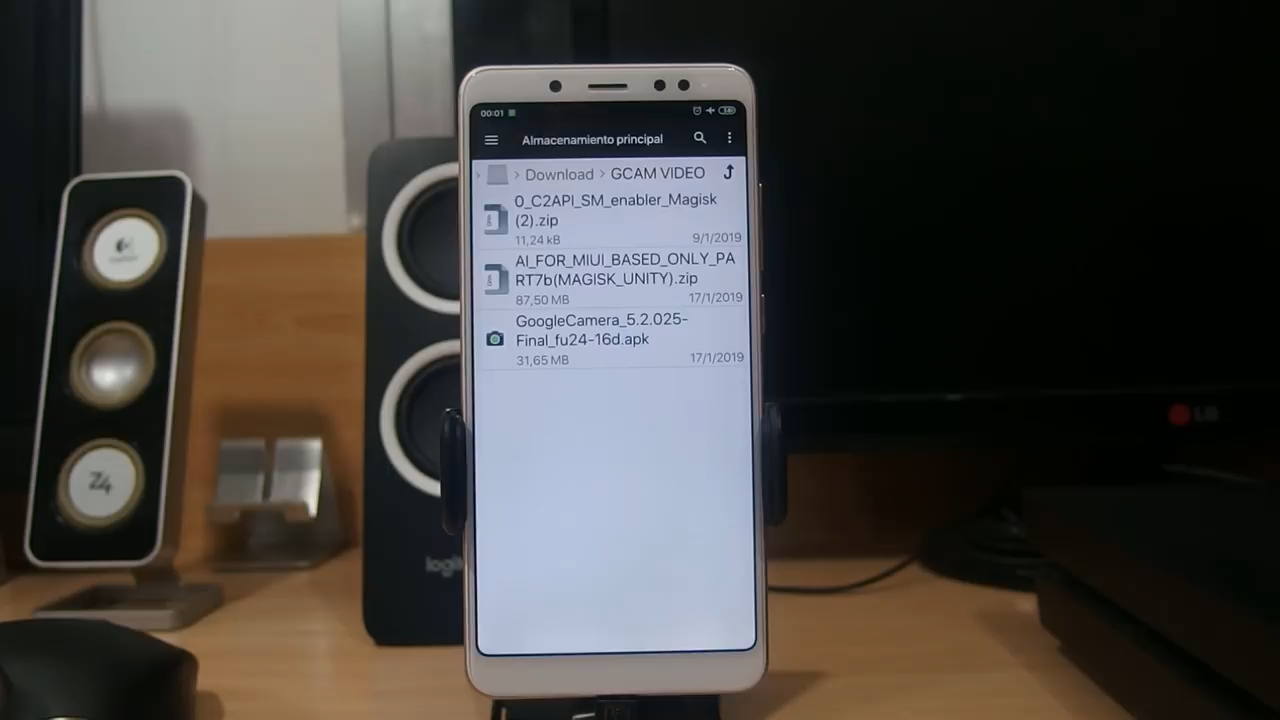 00:01
Almacenamiento principal
Download > GCAM VIDEO
0_C2API_SM_enabler_Magisk
(2).zip
11,24 kB 9/1/2019
AI_FOR_MIUI_BASED_ONLY_PA
RT7b(MAGISK_UNITY).zip
87,50 MB 17/1/2019
GoogleCamera_5.2.025-
Final_fu24-16d.apk
31,65 MB 17/1/2019
Z4
logit
LG